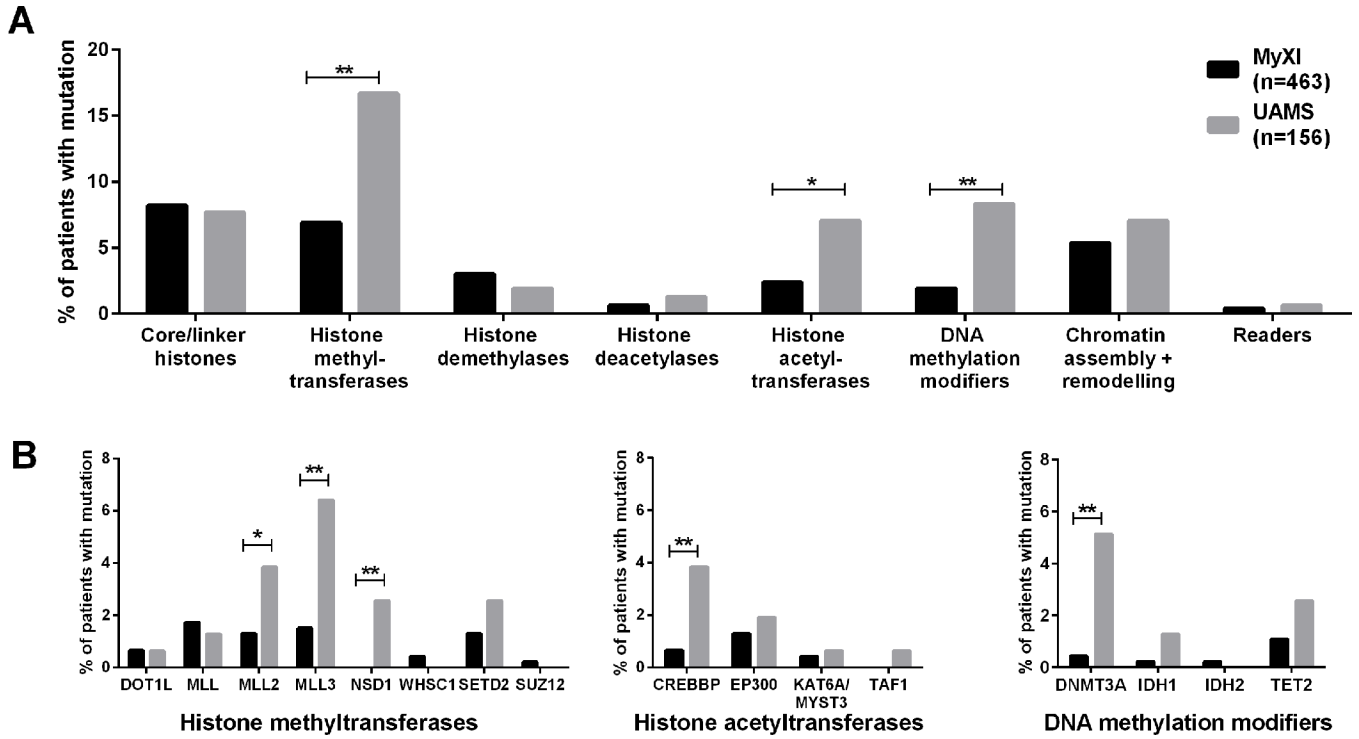 A
% of patients with mutation
20
15
10
5
0
**
*
**
MyXI
(n=463)
UAMS
(n=156)
Core/linker
histones
Histone
methyl-
transferases
Histone
demethylases
Histone
deacetylases
Histone
acetyl-
transferases
DNA
methylation
modifiers
Chromatin
assembly +
remodelling
Readers
B
% of patients with mutation
8
6
4
2
0
*
**
**
DOT1L MLL MLL2 MLL3 NSD1 WHSC1 SETD2 SUZ12
Histone methyltransferases
% of patients with mutation
8
6
4
2
0
**
CREBBP EP300 KAT6A/ TAF1
MYST3
Histone acetyltransferases
% of patients with mutation
8
6
4
2
0
**
DNMT3A IDH1 IDH2 TET2
DNA methylation modifiers